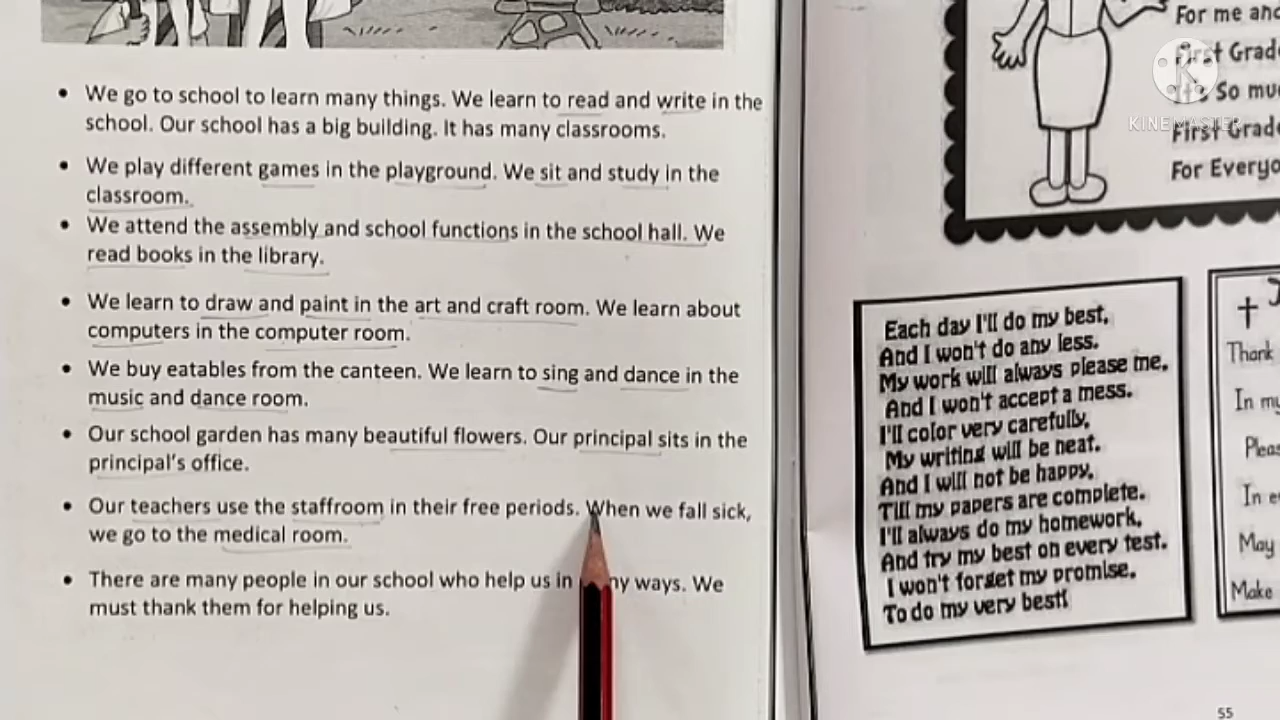 • We go to school to learn many things. We learn to read and write in the
school. Our school has a big building. It has many classrooms.
• We play different games in the playground. We sit and study in the
classroom.
• We attend the assembly and school functions in the school hall. We
read books in the library.
• We learn to draw and paint in the art and craft room. We learn about
computers in the computer room.
• We buy eatables from the canteen. We learn to sing and dance in the
music and dance room.
• Our school garden has many beautiful flowers. Our principal sits in the
principal's office.
• Our teachers use the staffroom in their free periods. When we fall sick,
we go to the medical room.
• There are many people in our school who help us in ways. We
must thank them for helping us.
For me
First
So
First
For
KINEMASTER
Each day I'll do my best,
And I won't do any less.
My work will always please me,
And I won't accept a mess.
I'll color very carefully,
My writing will be neat.
And I will not be happy,
Till my papers are complete.
I'll always do my homework,
And try my best on every test.
I won't forget my promise,
To do my very best!
Thank
In
In
May
Make
55